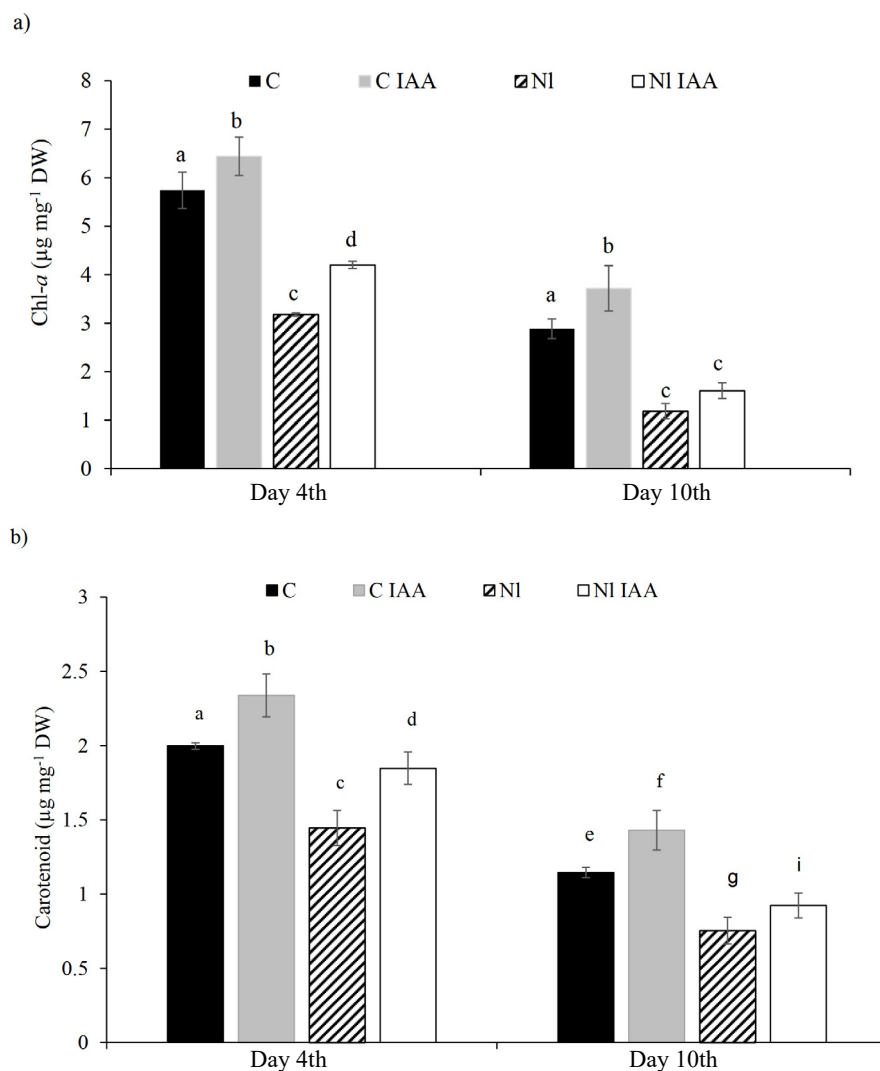 a)
C C IAA Nl Nl IAA
8
7
6
5
4
3
2
1
0
Chl-a (µg mg⁻¹ DW)
a b c d a b c c
Day 4th Day 10th
b)
C C IAA Nl Nl IAA
3
2.5
2
1.5
1
0.5
0
Carotenoid (µg mg⁻¹ DW)
a b c d e f g i
Day 4th Day 10th